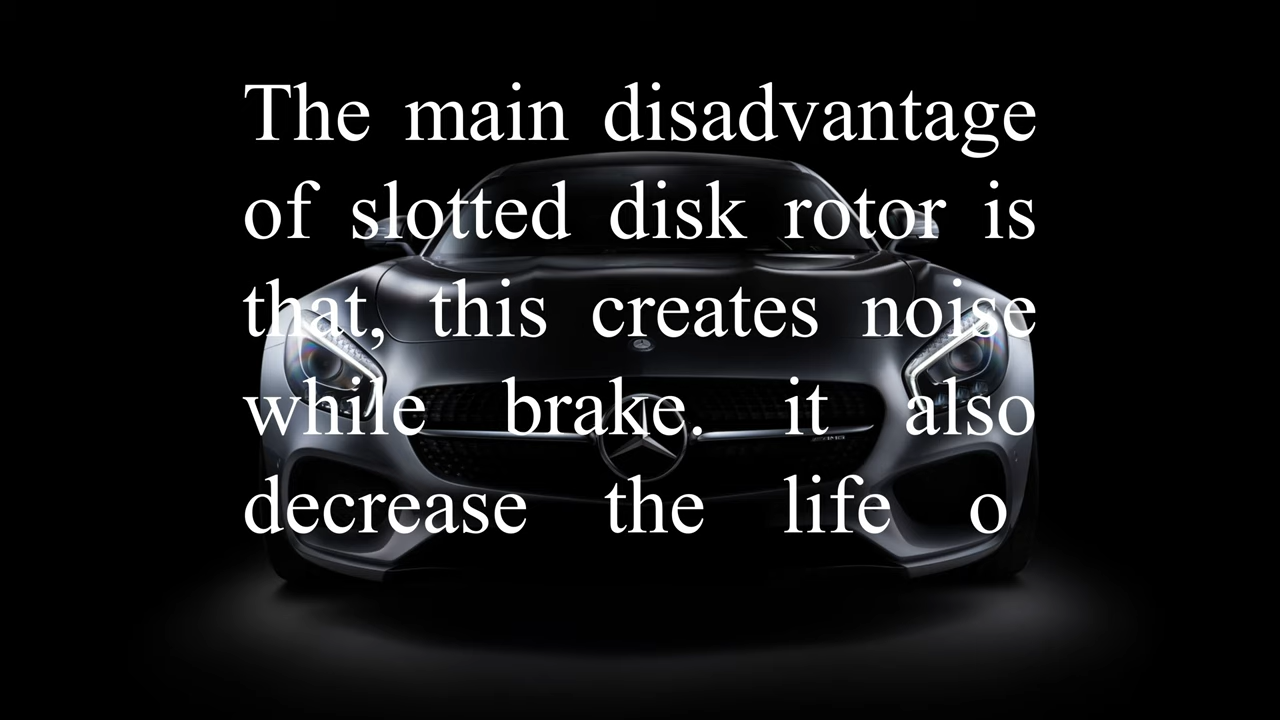 The main disadvantage
of slotted disk rotor is
that, this creates noise
while brake. it also
decrease the life o